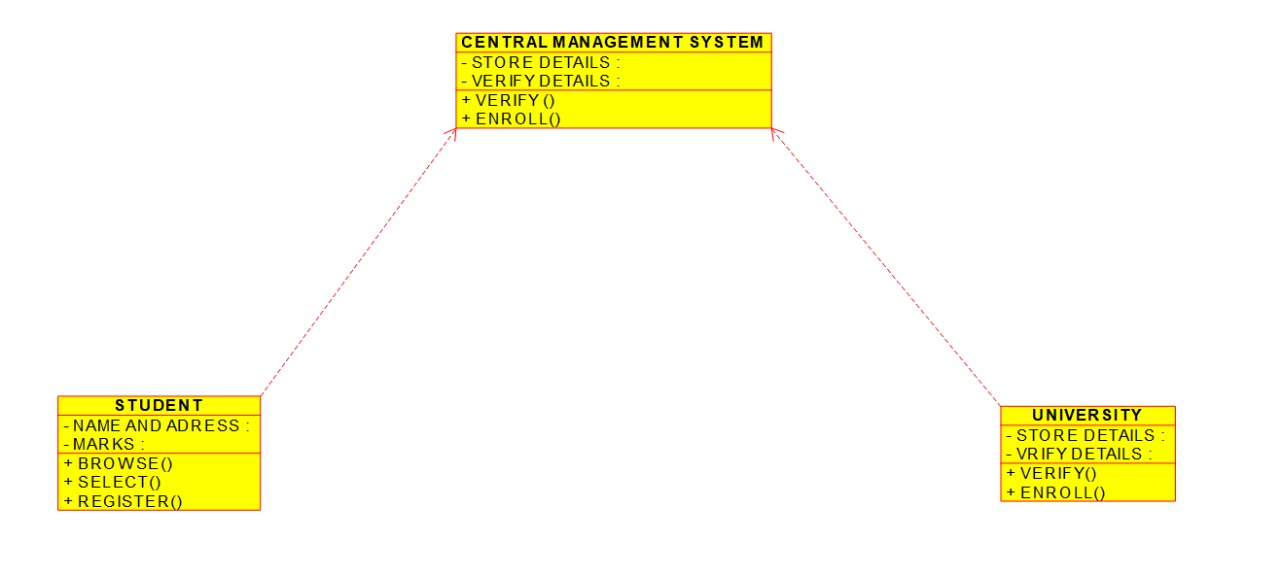 CENTRAL MANAGEMENT SYSTEM
- STORE DETAILS :
- VERIFY DETAILS :
+ VERIFY ()
+ ENROLL()
STUDENT
- NAME AND ADRESS :
- MARKS :
+ BROWSE()
+ SELECT()
+ REGISTER()
UNIVERSITY
- STORE DETAILS :
- VRIFY DETAILS :
+ VERIFY()
+ ENROLL()